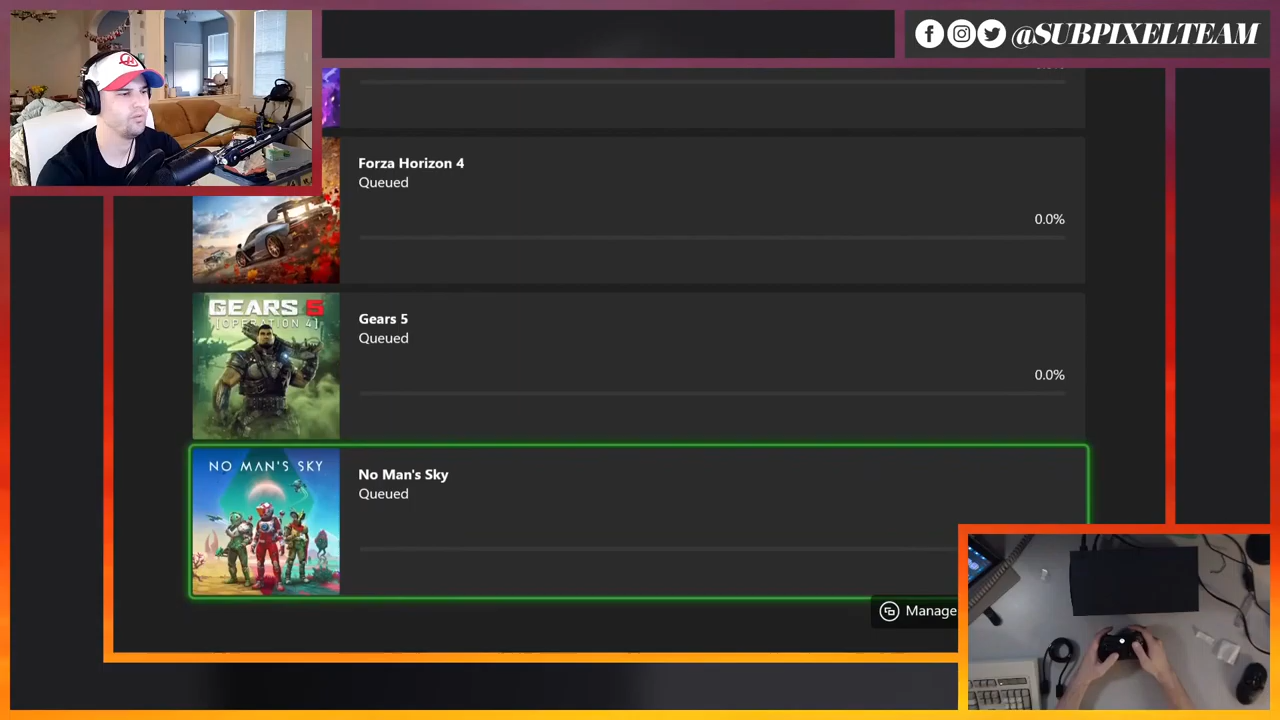 @SUBPIXELTEAM
Forza Horizon 4
Queued
0.0%
GEARS 5
[OPERATION 4]
Gears 5
Queued
0.0%
NO MAN'S SKY
No Man's Sky
Queued
Manage